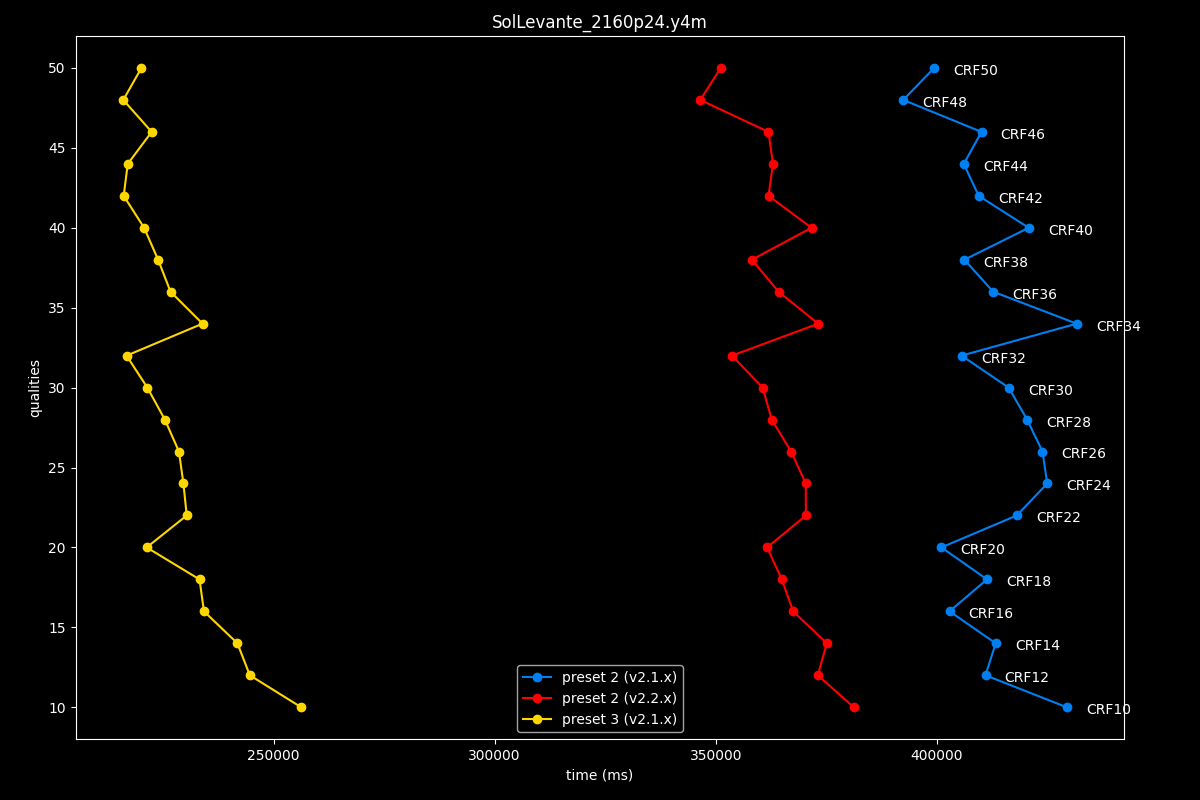 SolLevante_2160p24.y4m
50
45
40
35
30
25
20
15
10
qualities
CRF50
CRF48
CRF46
CRF44
CRF42
CRF40
CRF38
CRF36
CRF34
CRF32
CRF30
CRF28
CRF26
CRF24
CRF22
CRF20
CRF18
CRF16
CRF14
CRF12
CRF10
preset 2 (v2.1.x)
preset 2 (v2.2.x)
preset 3 (v2.1.x)
250000 300000 350000 400000
time (ms)